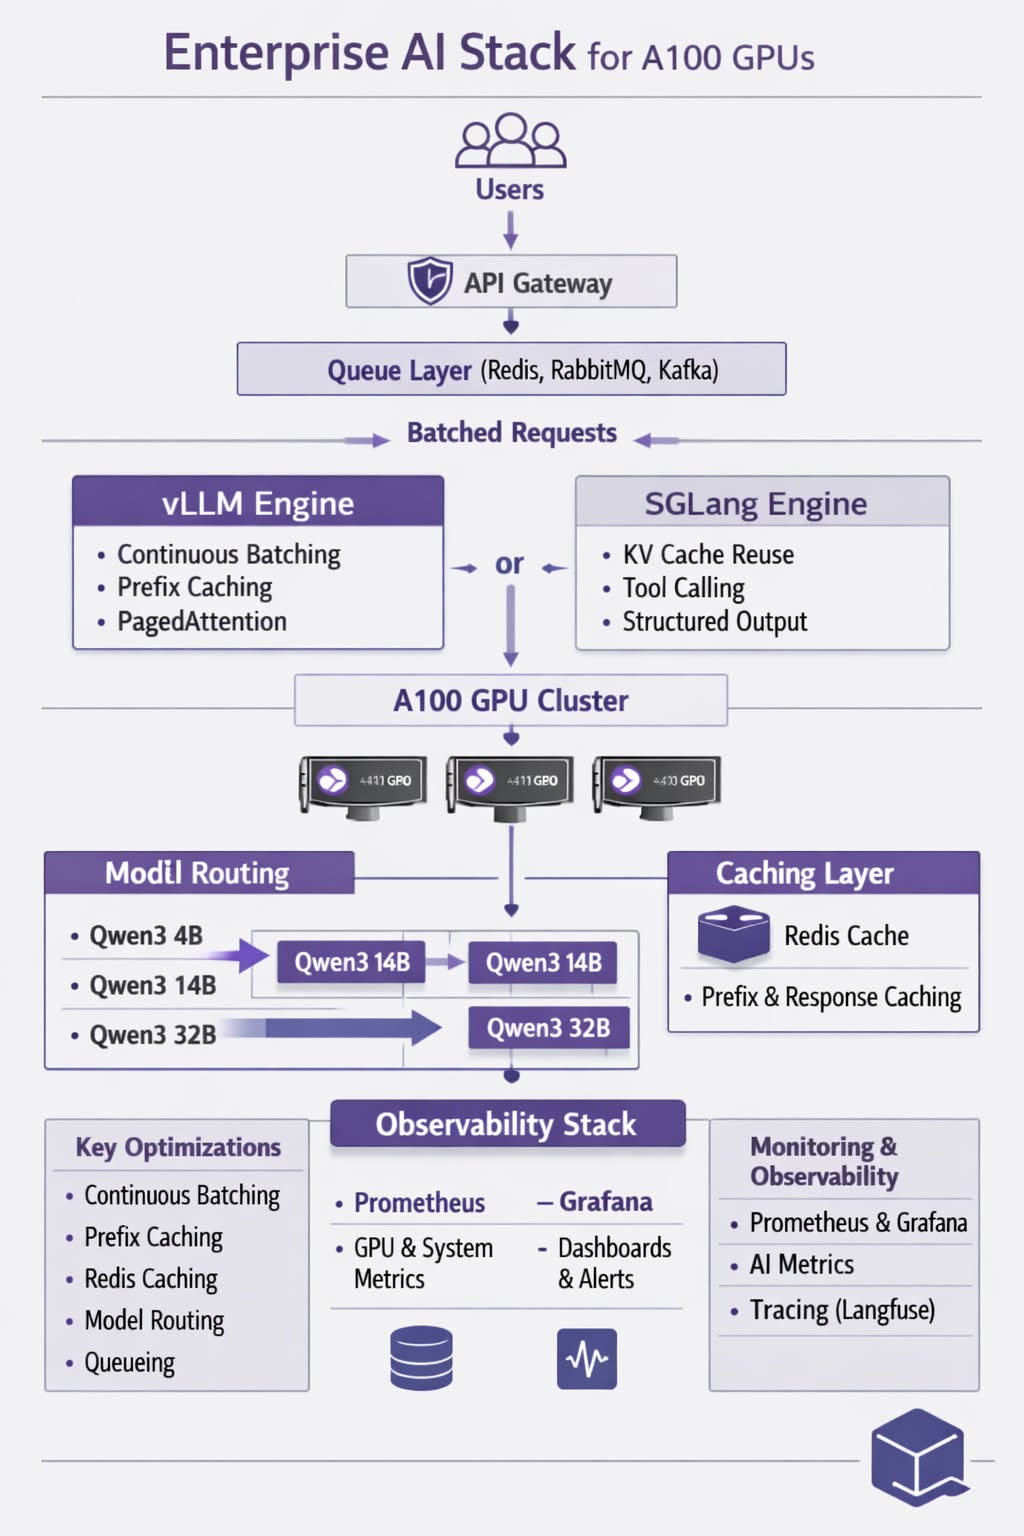 Enterprise AI Stack for A100 GPUs
Users
API Gateway
Queue Layer (Redis, RabbitMQ, Kafka)
Batched Requests
vLLM Engine
• Continuous Batching
• Prefix Caching
• PagedAttention
or
SGLang Engine
• KV Cache Reuse
• Tool Calling
• Structured Output
A100 GPU Cluster
GPO
GPO
GPO
Modil Routing
• Qwen3 4B
• Qwen3 14B
• Qwen3 32B
Qwen3 14B
Qwen3 14B
Qwen3 32B
Caching Layer
Redis Cache
• Prefix & Response Caching
Key Optimizations
• Continuous Batching
• Prefix Caching
• Redis Caching
• Model Routing
• Queueing
Observability Stack
• Prometheus
• GPU & System
Metrics
– Grafana
- Dashboards
& Alerts
Monitoring &
Observability
• Prometheus & Grafana
• AI Metrics
• Tracing (Langfuse)